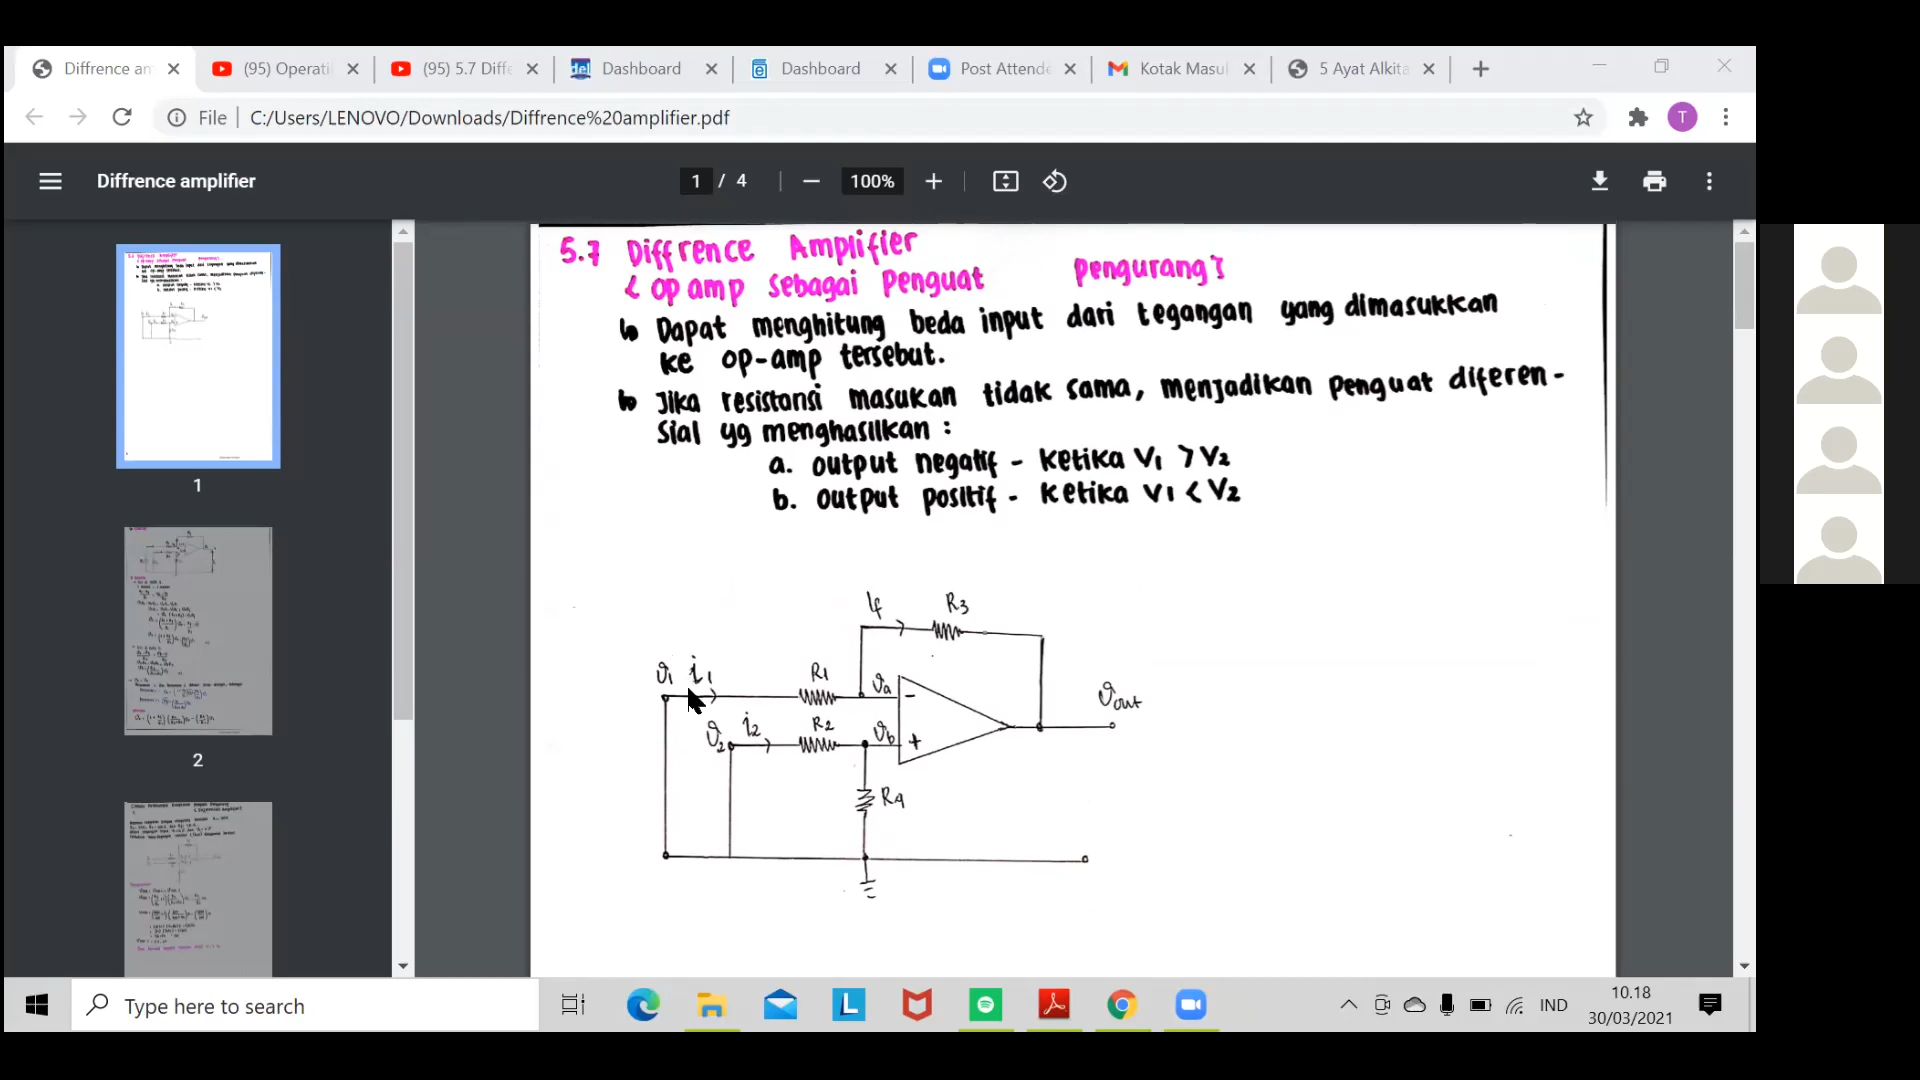 Diffrence am
(95) Operati
(95) 5.7 Diffe
Dashboard
Dashboard
Post Attende
Kotak Masu
5 Ayat Alkita
File
C:/Users/LENOVO/Downloads/Diffrence%20amplifier.pdf
T
Diffrence amplifier
1 / 4
100%
5.7 Diffrence Amplifier
( op amp sebagai Penguat Pengurang)
Dapat menghitung beda input dari tegangan yang dimasukkan
ke op-amp tersebut.
Jika resistansi masukan tidak sama, menjadikan penguat diferen-
sial yg menghasilkan :
a. output negatif - ketika V1 > V2
b. output positif - ketika V1 < V2
If R3
V1 i1 R1 Va -
Vout
V2 i2 R2 Vb +
R4
1
2
Type here to search
IND
10.18
30/03/2021